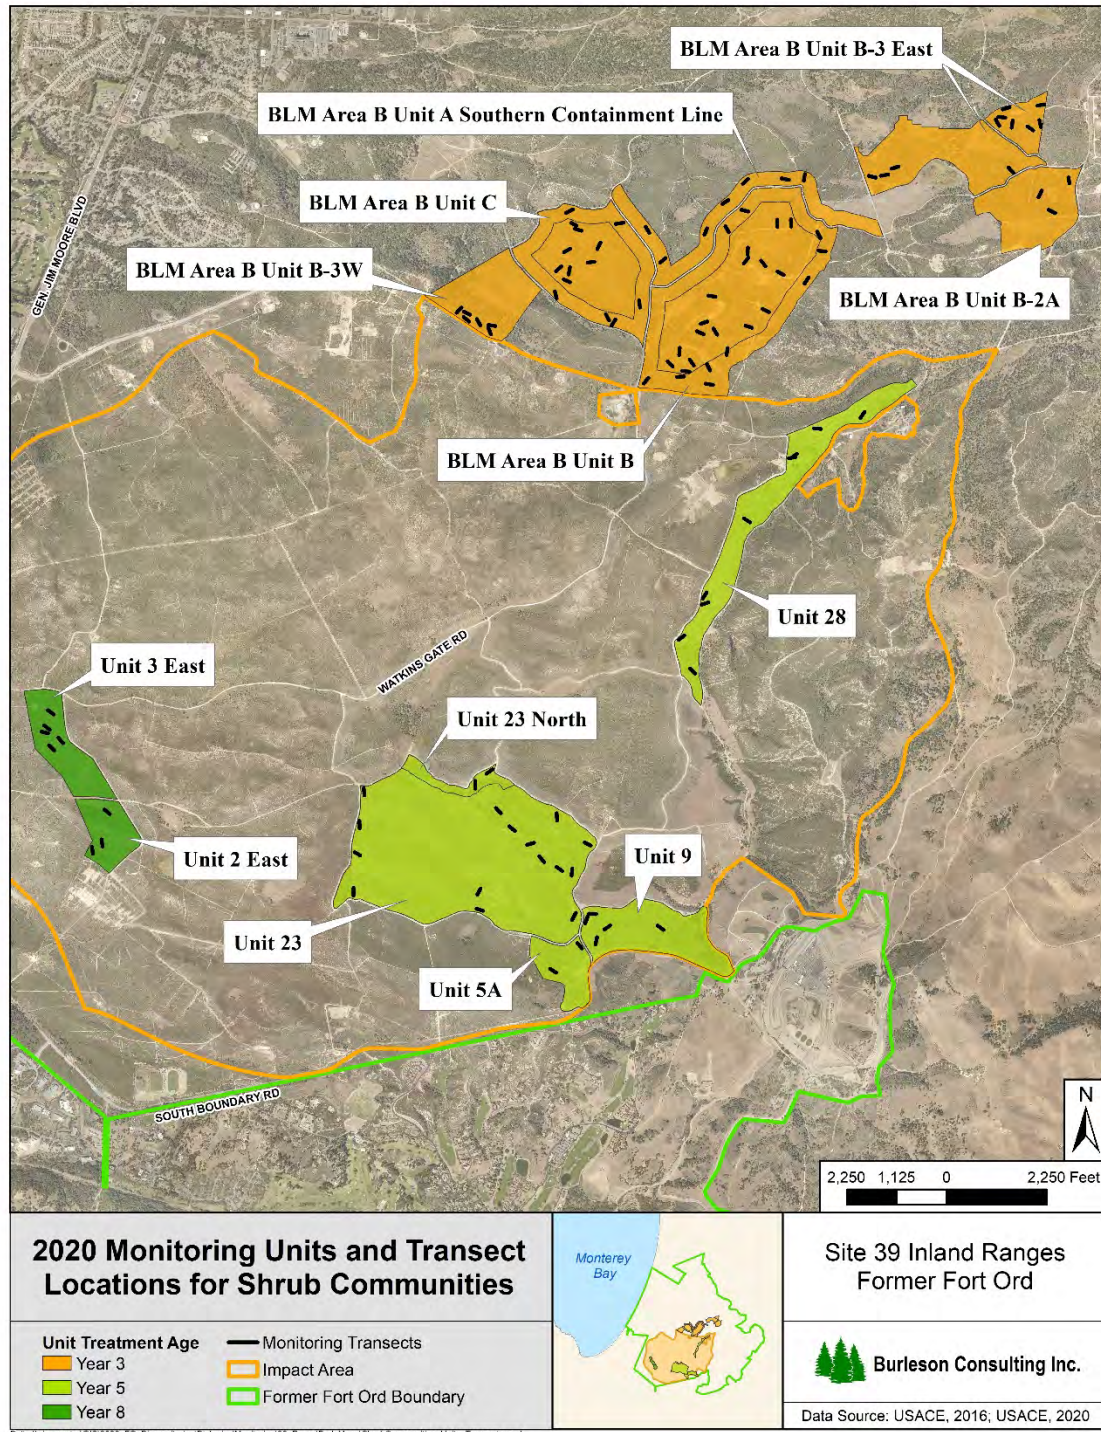 BLM Area B Unit B-3 East
BLM Area B Unit A Southern Containment Line
BLM Area B Unit C
BLM Area B Unit B-3W
BLM Area B Unit B-2A
GEN. JIM MOORE BLVD
BLM Area B Unit B
Unit 28
WATKINS GATE RD
Unit 3 East
Unit 23 North
Unit 2 East
Unit 9
Unit 23
Unit 5A
SOUTH BOUNDARY RD
N
2,250 1,125 0 2,250 Feet
2020 Monitoring Units and Transect
Locations for Shrub Communities
Unit Treatment Age
Year 3
Year 5
Year 8
Monitoring Transects
Impact Area
Former Fort Ord Boundary
Monterey
Bay
Site 39 Inland Ranges
Former Fort Ord
Burleson Consulting Inc.
Data Source: USACE, 2016; USACE, 2020